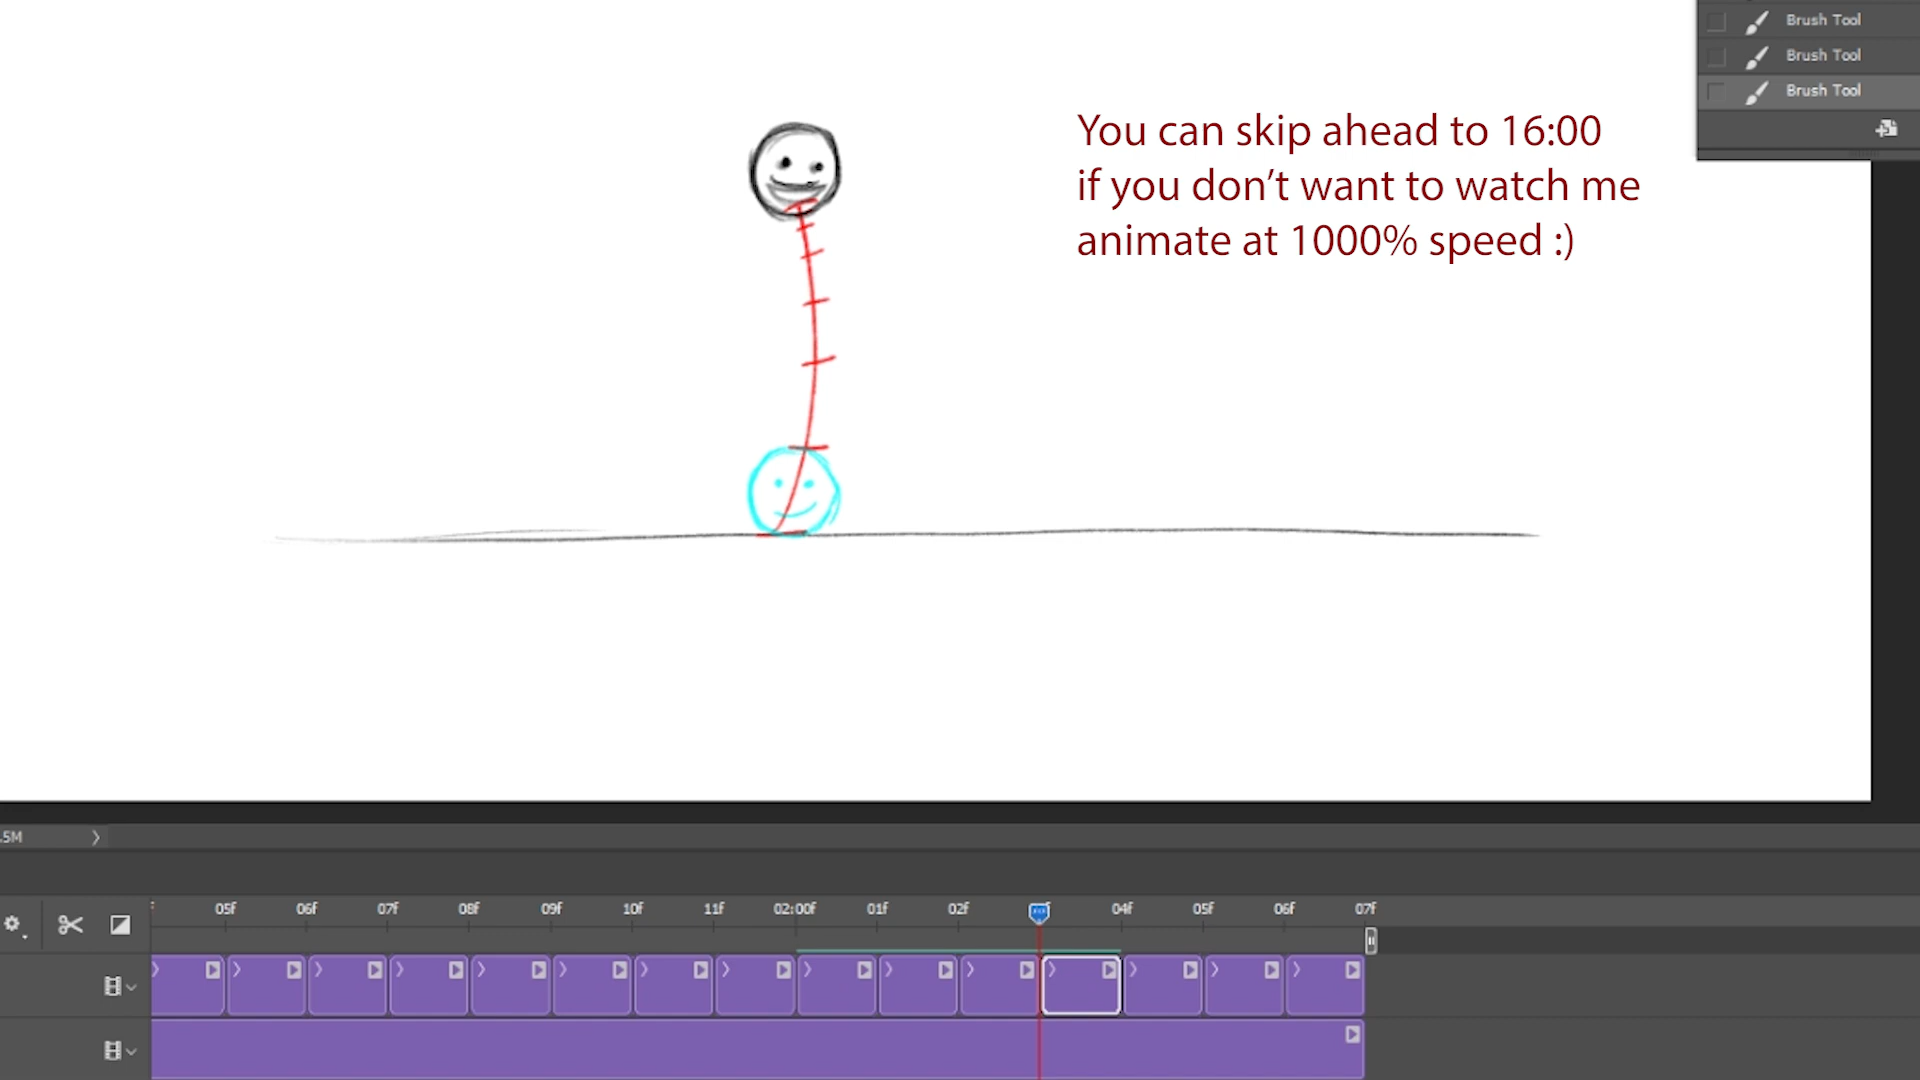 Brush Tool
Brush Tool
Brush Tool
You can skip ahead to 16:00
if you don’t want to watch me
animate at 1000% speed :)
.5M
05f 06f 07f 08f 09f 10f 11f 02:00f 01f 02f 04f 05f 06f 07f